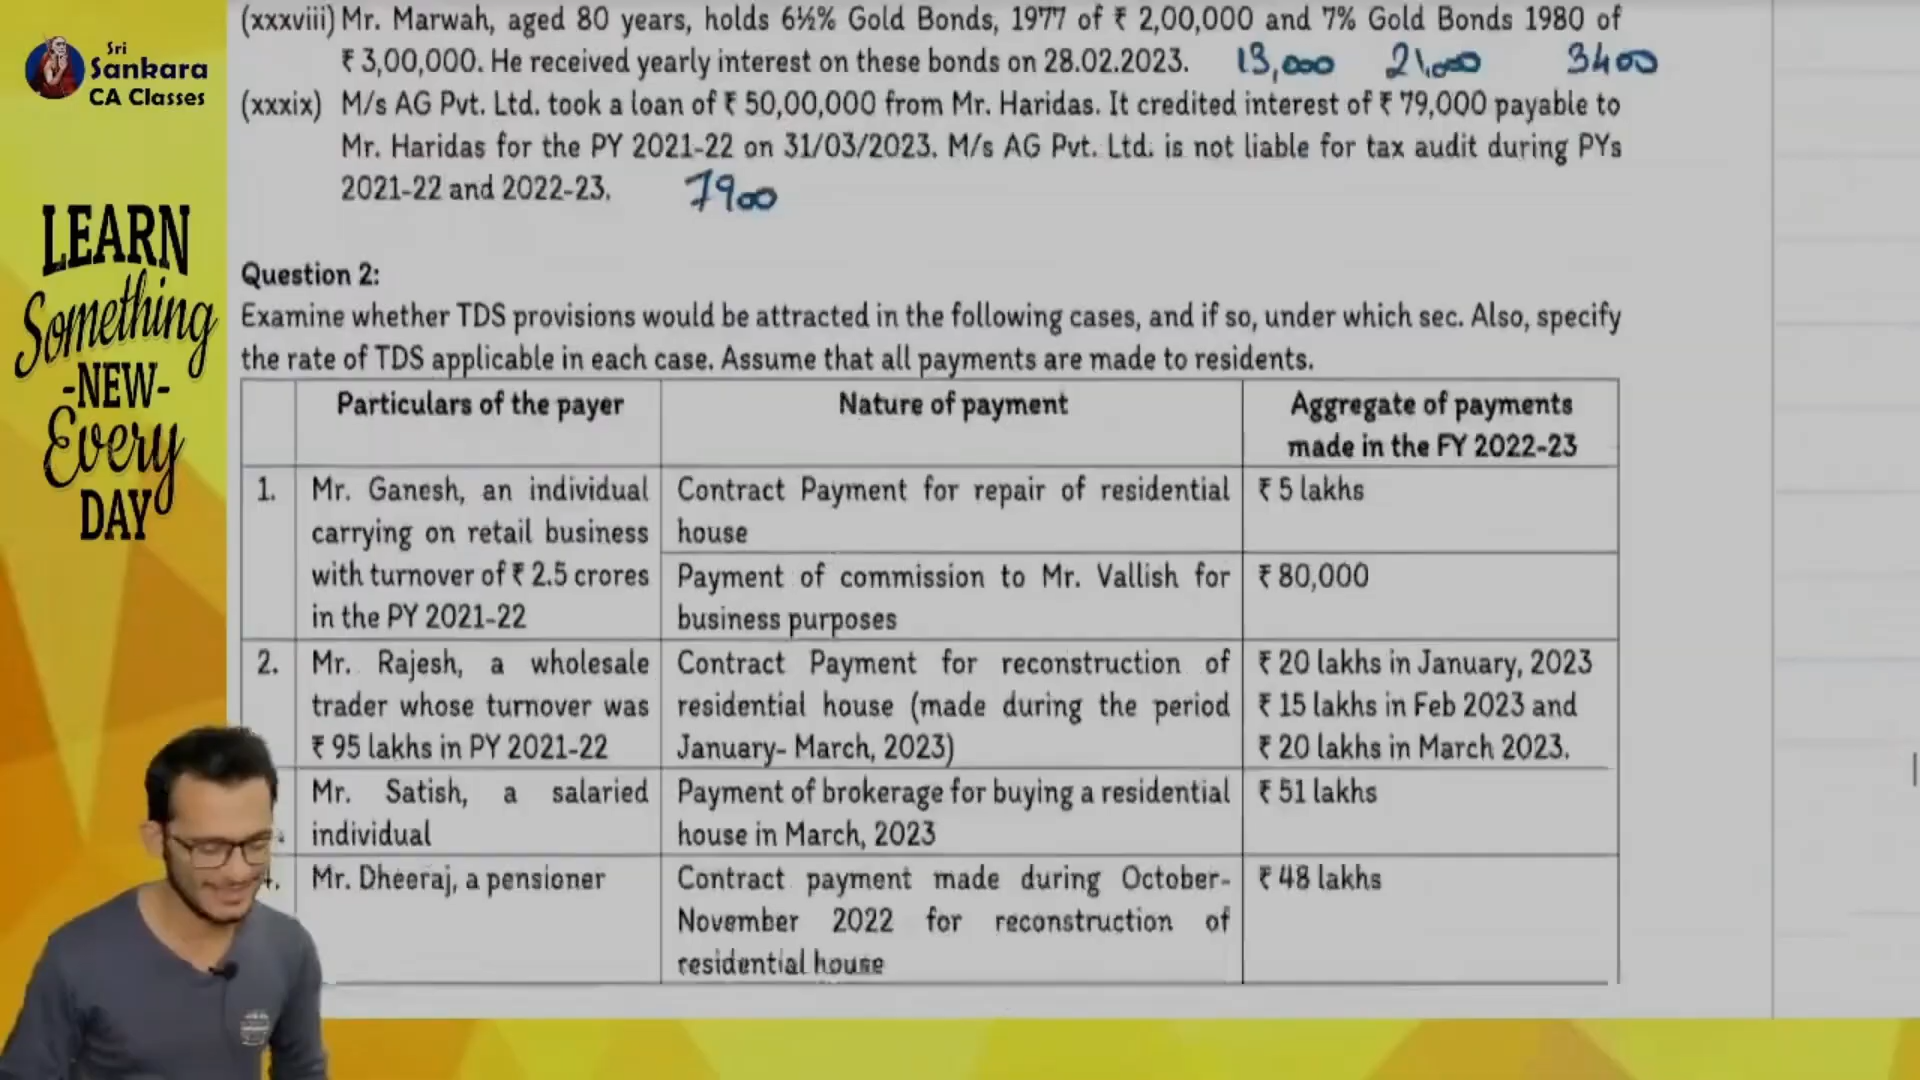 Sri
Sankara
CA Classes
LEARN
Something
-NEW-
Every
DAY
(xxxviii) Mr. Marwah, aged 80 years, holds 6½% Gold Bonds, 1977 of ₹ 2,00,000 and 7% Gold Bonds 1980 of
₹ 3,00,000. He received yearly interest on these bonds on 28.02.2023. 13,000 21,000 3400
(xxxix) M/s AG Pvt. Ltd. took a loan of ₹ 50,00,000 from Mr. Haridas. It credited interest of ₹ 79,000 payable to
Mr. Haridas for the PY 2021-22 on 31/03/2023. M/s AG Pvt. Ltd. is not liable for tax audit during PYs
2021-22 and 2022-23. 7900
Question 2:
Examine whether TDS provisions would be attracted in the following cases, and if so, under which sec. Also, specify
the rate of TDS applicable in each case. Assume that all payments are made to residents.
Particulars of the payer
Nature of payment
Aggregate of payments
made in the FY 2022-23
1.
Mr. Ganesh, an individual
carrying on retail business
with turnover of ₹ 2.5 crores
in the PY 2021-22
Contract Payment for repair of residential
house
₹ 5 lakhs
Payment of commission to Mr. Vallish for
business purposes
₹ 80,000
2.
Mr. Rajesh, a wholesale
trader whose turnover was
₹ 95 lakhs in PY 2021-22
Contract Payment for reconstruction of
residential house (made during the period
January- March, 2023)
₹ 20 lakhs in January, 2023
₹ 15 lakhs in Feb 2023 and
₹ 20 lakhs in March 2023.
Mr. Satish, a salaried
individual
Payment of brokerage for buying a residential
house in March, 2023
₹ 51 lakhs
Mr. Dheeraj, a pensioner
Contract payment made during October-
November 2022 for reconstruction of
residential house
₹ 48 lakhs